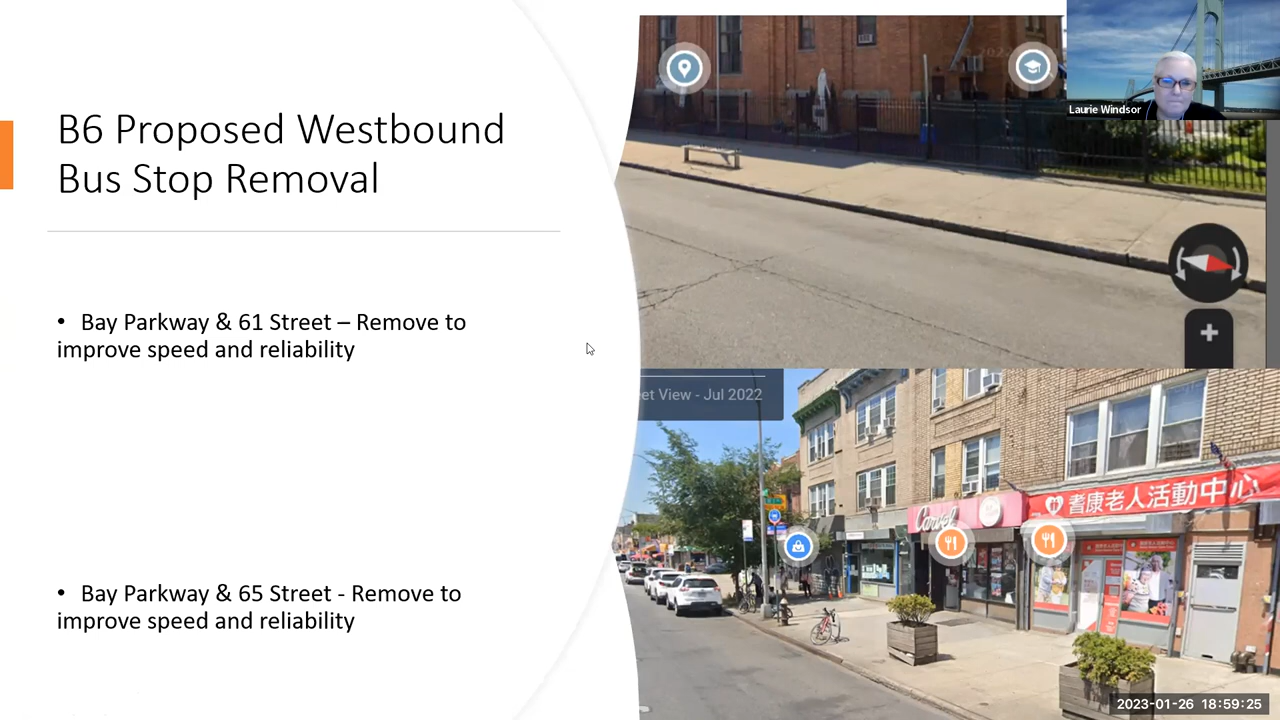 B6 Proposed Westbound
Bus Stop Removal
• Bay Parkway & 61 Street – Remove to
improve speed and reliability
• Bay Parkway & 65 Street - Remove to
improve speed and reliability
Laurie Windsor
+
et View - Jul 2022
Carvel
耆康老人活動中心
2023-01-26 18:59:25